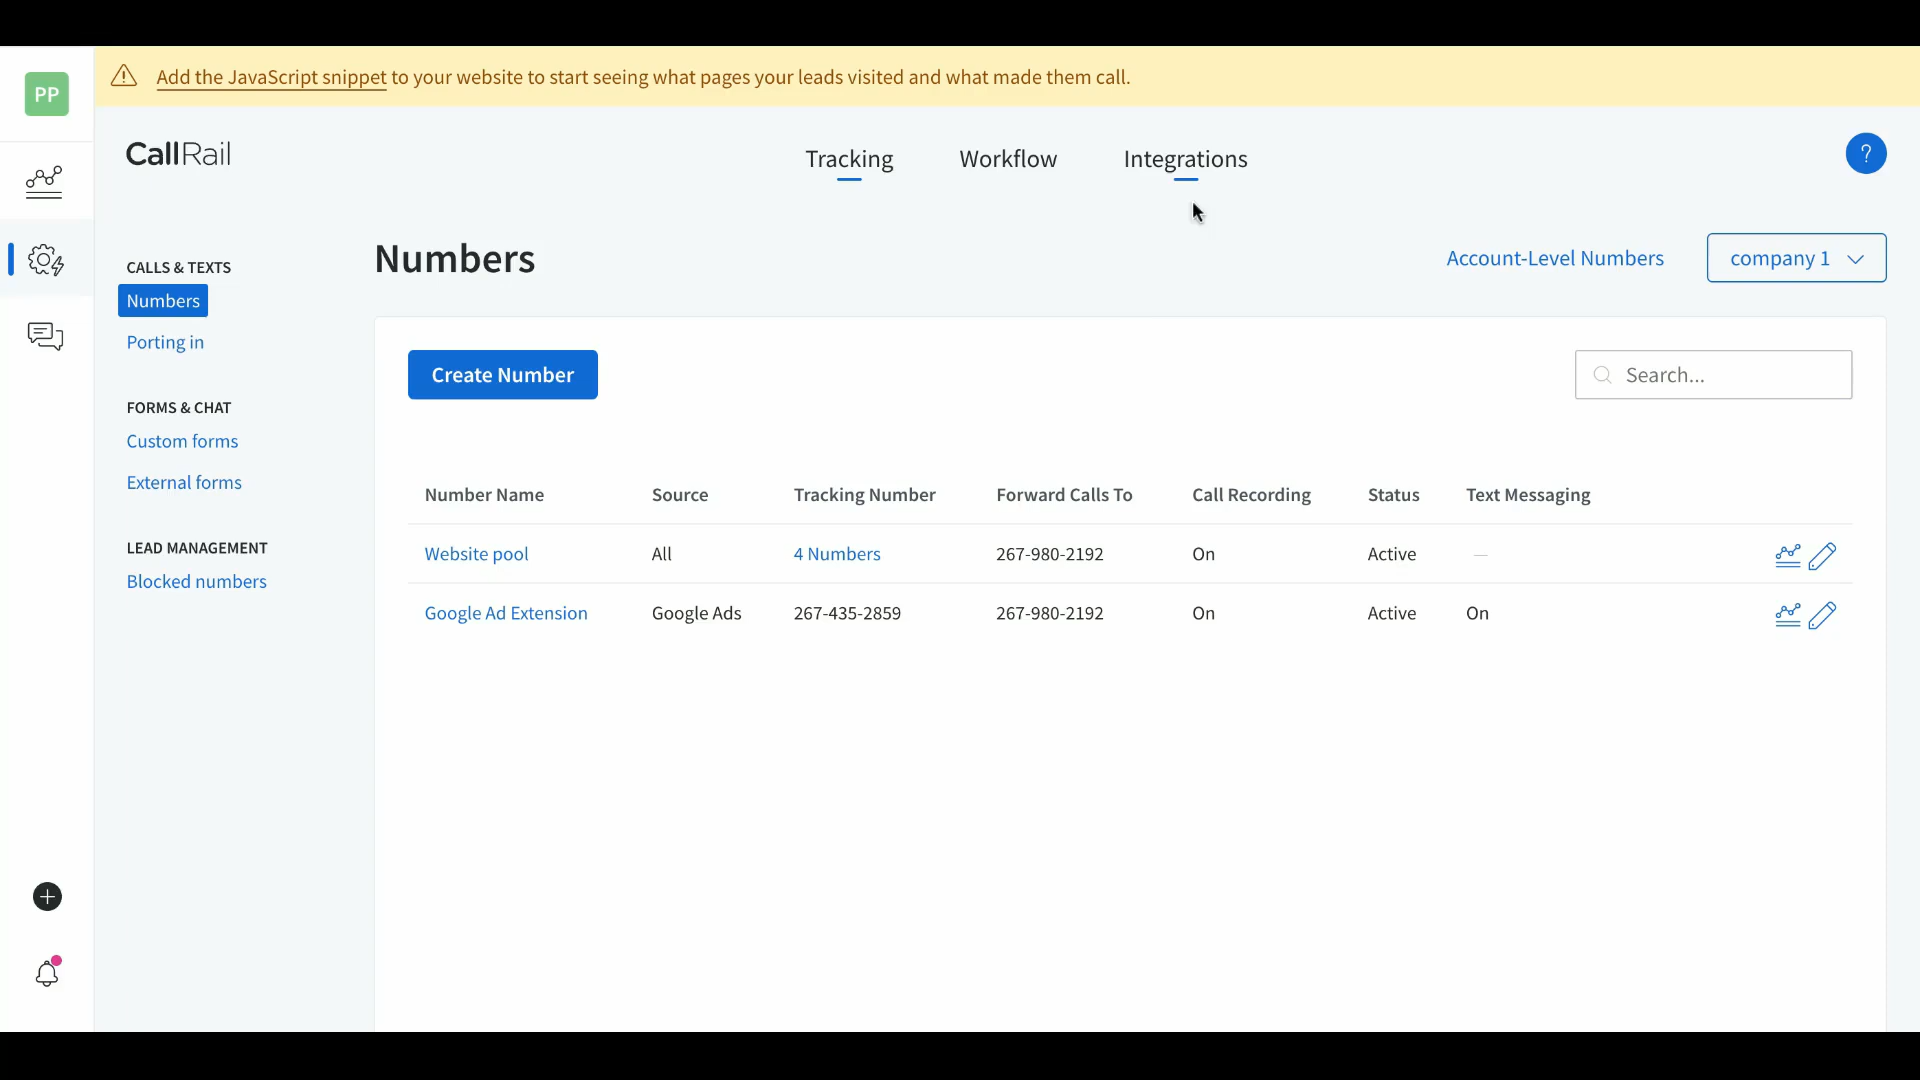 PP
Add the JavaScript snippet to your website to start seeing what pages your leads visited and what made them call.
CallRail
Tracking Workflow Integrations
?
CALLS & TEXTS
Numbers
Porting in
FORMS & CHAT
Custom forms
External forms
LEAD MANAGEMENT
Blocked numbers
Numbers
Account-Level Numbers
company 1
Create Number
Search...
Number Name Source Tracking Number Forward Calls To Call Recording Status Text Messaging
Website pool All 4 Numbers 267-980-2192 On Active —
Google Ad Extension Google Ads 267-435-2859 267-980-2192 On Active On